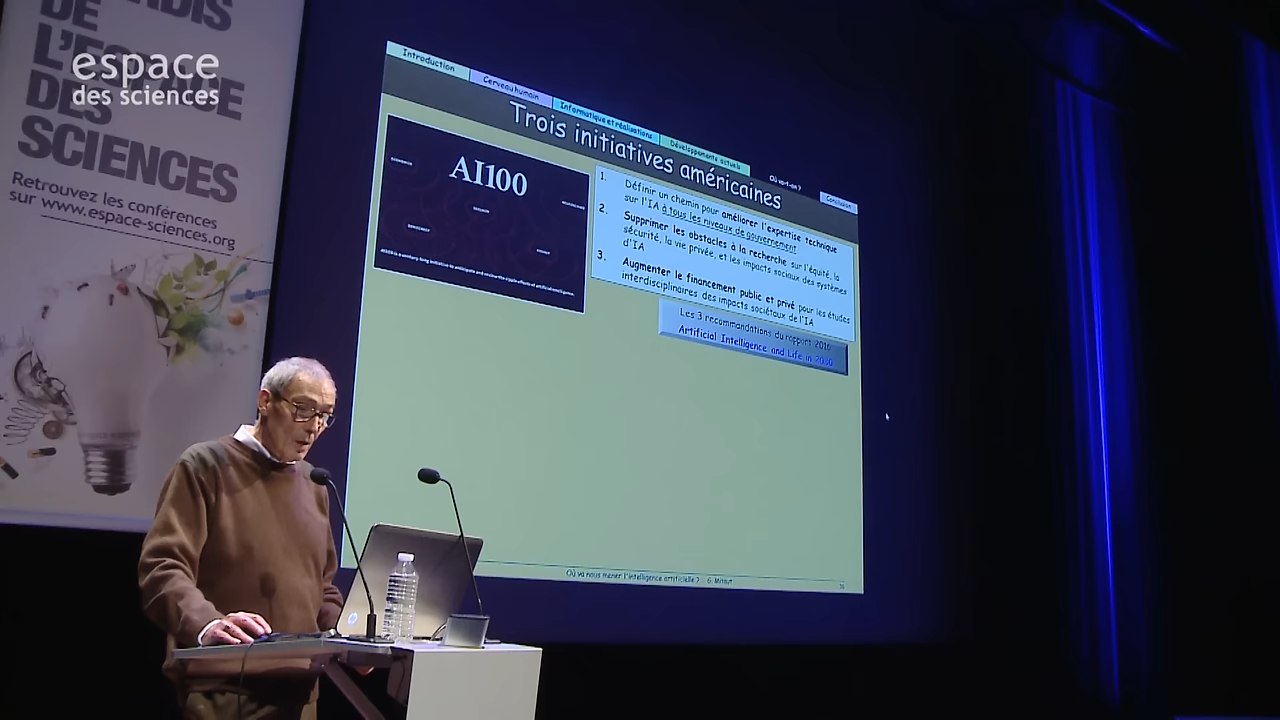 DE
L'ESPACE
DES
SCIENCES
Retrouvez les conférences
sur www.espace-sciences.org
espace
des sciences
Introduction
Cerveau humain
Informatique et réalisations
Développements actuels
Où va-t-on ?
Conclusion
Trois initiatives américaines
AI100
1. Définir un chemin pour améliorer l'expertise technique
sur l'IA à tous les niveaux de gouvernement
2. Supprimer les obstacles à la recherche sur l'équité, la
sécurité, la vie privée, et les impacts sociaux des systèmes
d'IA
3. Augmenter le financement public et privé pour les études
interdisciplinaires des impacts sociétaux de l'IA
Les 3 recommandations du rapport 2016
Artificial Intelligence and Life in 2030
Où va nous mener l'intelligence artificielle ? G. Mitaut